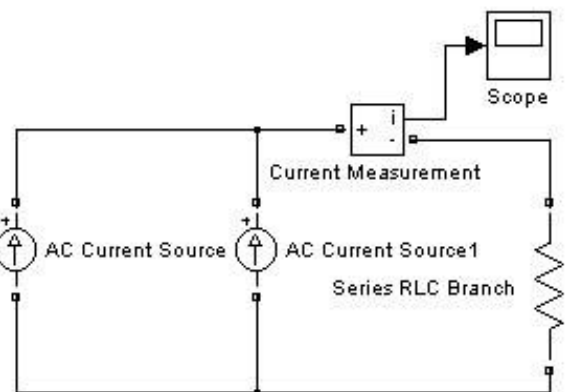 Scope
+
i
-
Current Measurement
+
AC Current Source
+
AC Current Source1
Series RLC Branch